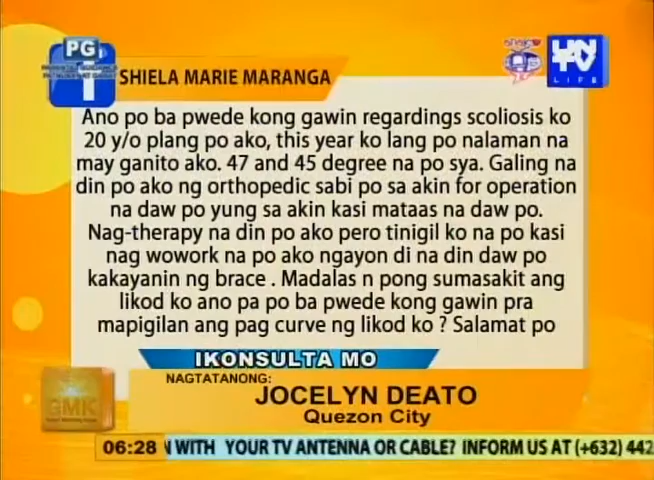 PG
SHIELA MARIE MARANGA
UNTV
LIFE
Ano po ba pwede kong gawin regardings scoliosis ko
20 y/o plang po ako, this year ko lang po nalaman na
may ganito ako. 47 and 45 degree na po sya. Galing na
din po ako ng orthopedic sabi po sa akin for operation
na daw po yung sa akin kasi mataas na daw po.
Nag-therapy na din po ako pero tinigil ko na po kasi
nag wowork na po ako ngayon di na din daw po
kakayanin ng brace . Madalas n pong sumasakit ang
likod ko ano pa po ba pwede kong gawin pra
mapigilan ang pag curve ng likod ko ? Salamat po
IKONSULTA MO
NAGTATANONG:
JOCELYN DEATO
Quezon City
GMK
06:28
N WITH YOUR TV ANTENNA OR CABLE? INFORM US AT (+632) 442